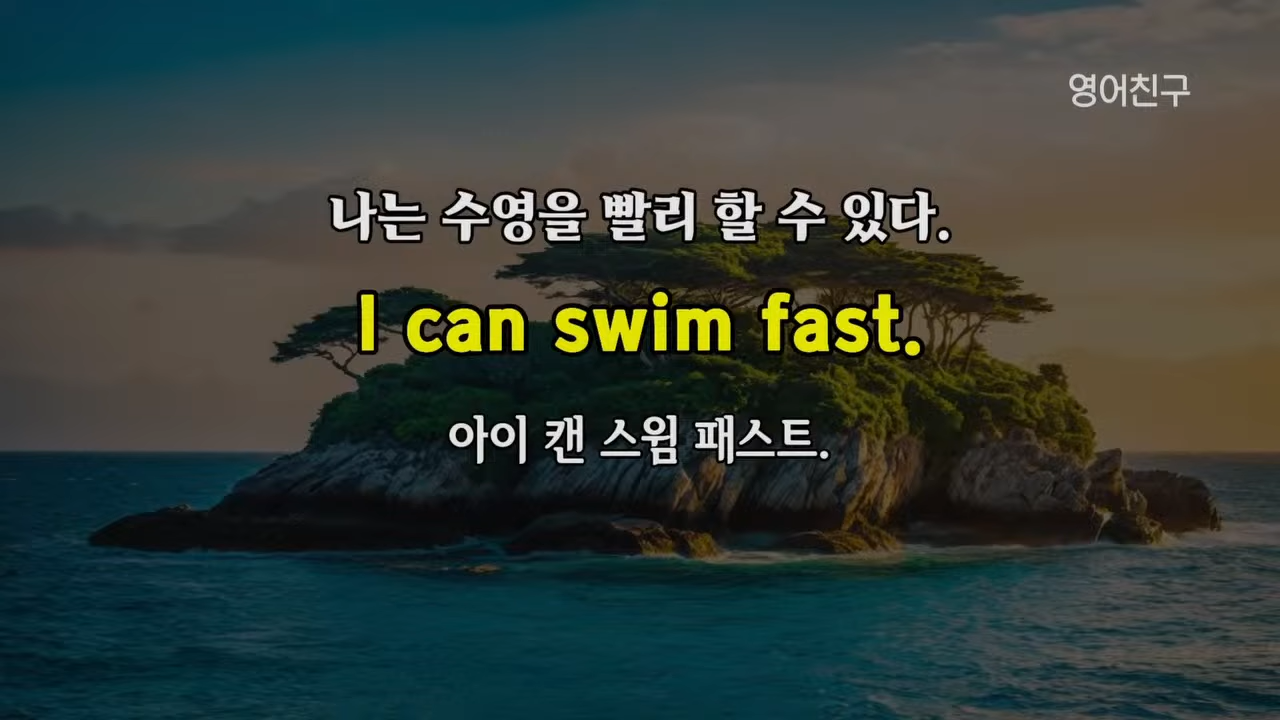 영어친구
나는 수영을 빨리 할 수 있다.
I can swim fast.
아이 캔 스윔 패스트.